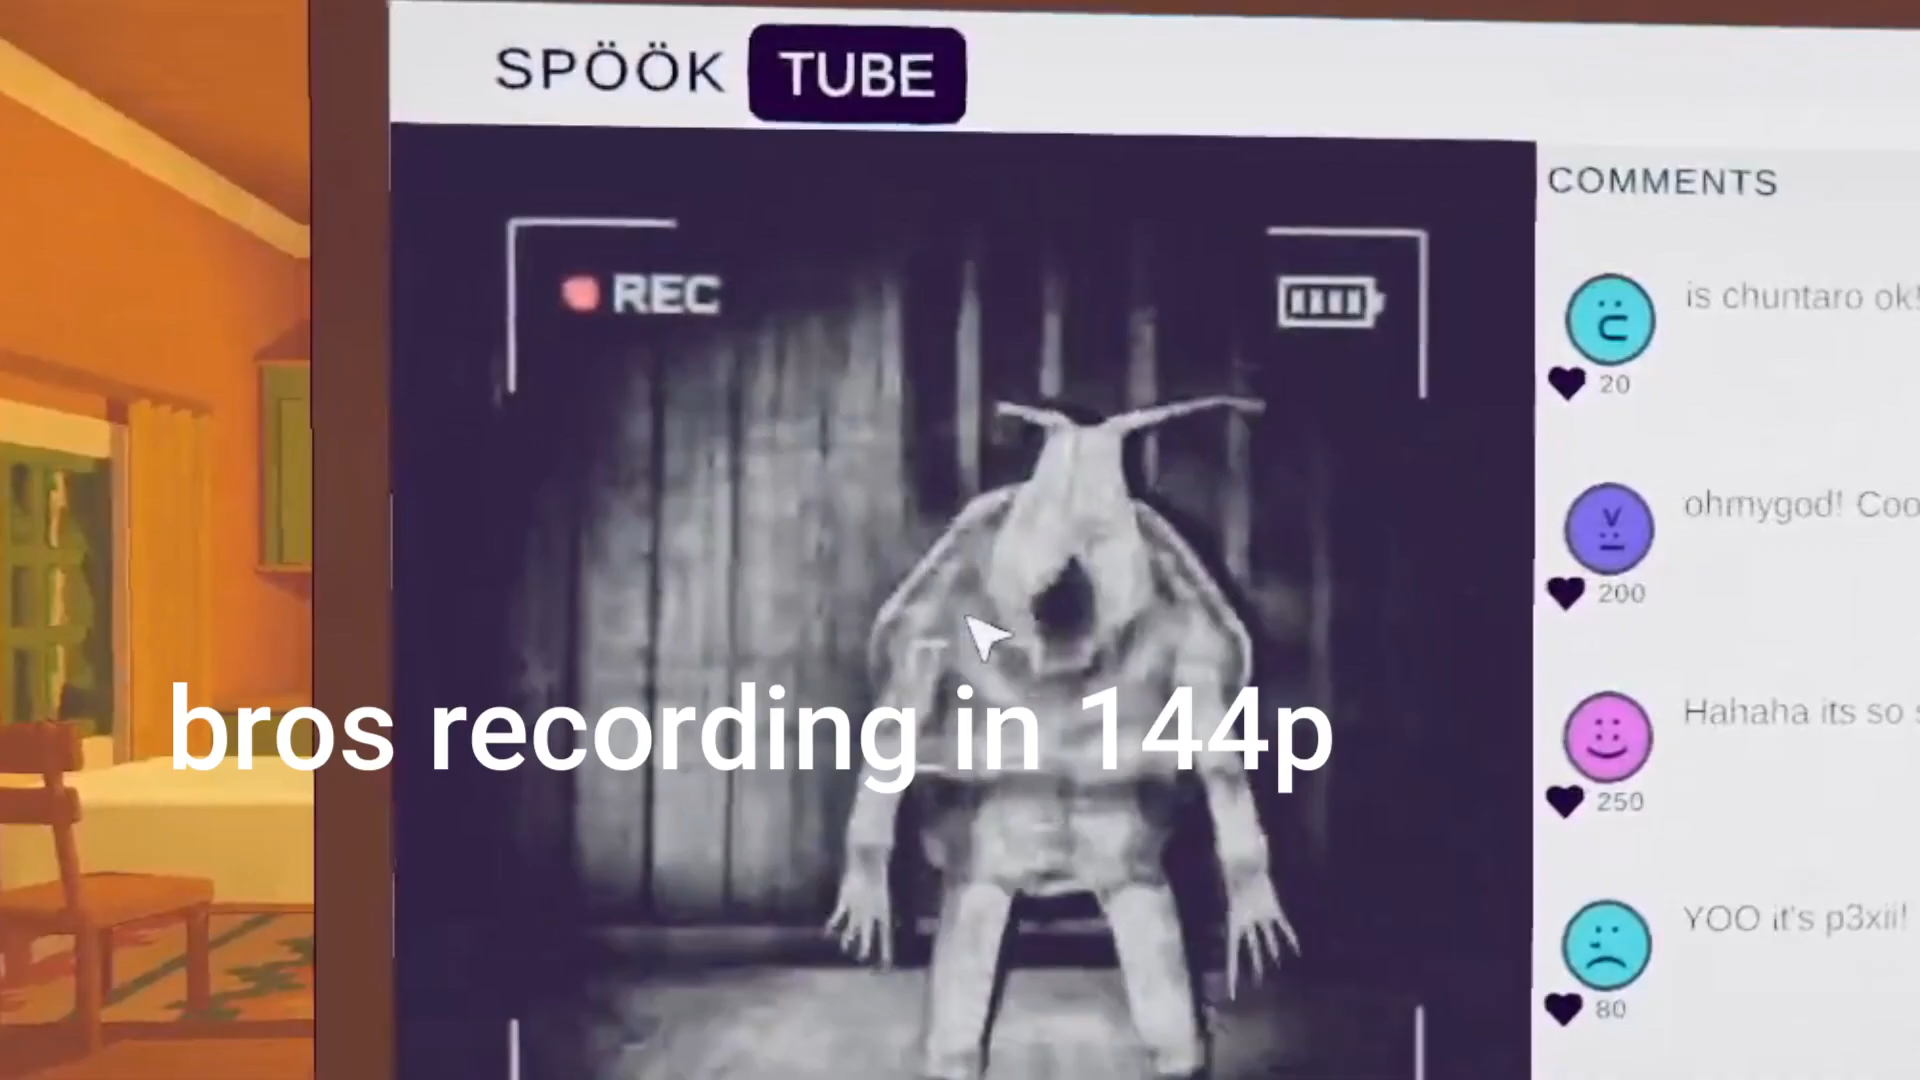 SPÖÖK TUBE
COMMENTS
REC
is chuntaro ok!
20
ohmygod!
200
Hahaha its so
250
YOO it's p3xii!
80
bros recording in 144p